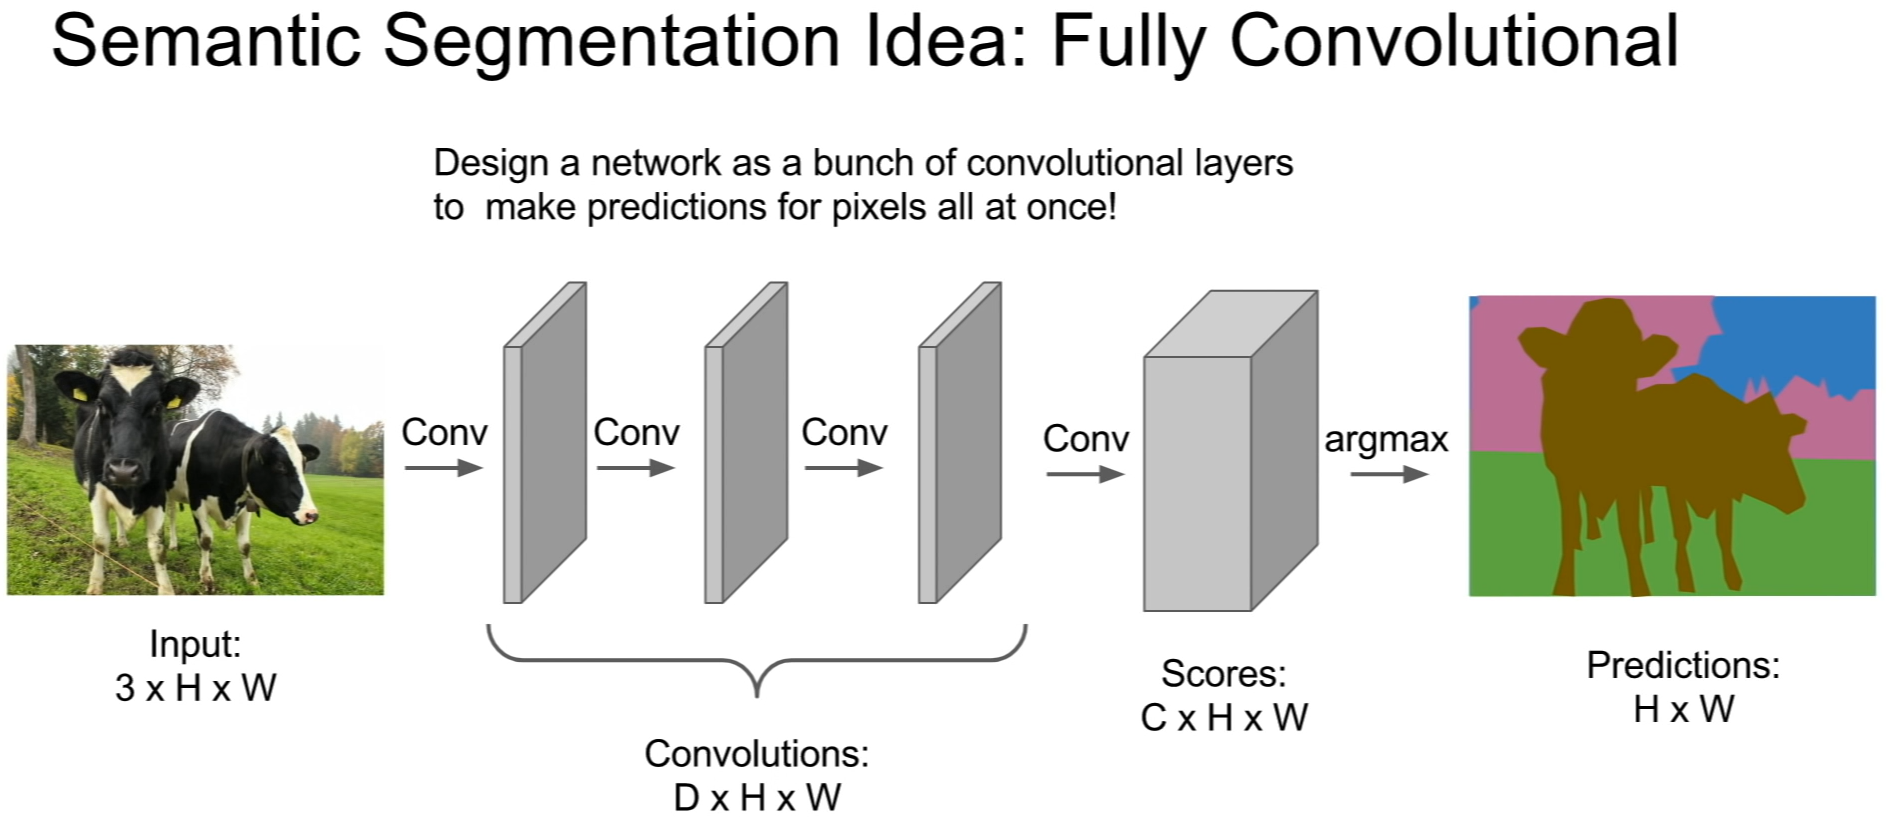 Semantic Segmentation Idea: Fully Convolutional
Design a network as a bunch of convolutional layers
to make predictions for pixels all at once!
Conv
Conv
Conv
Conv
argmax
Input:
3 x H x W
Convolutions:
D x H x W
Scores:
C x H x W
Predictions:
H x W